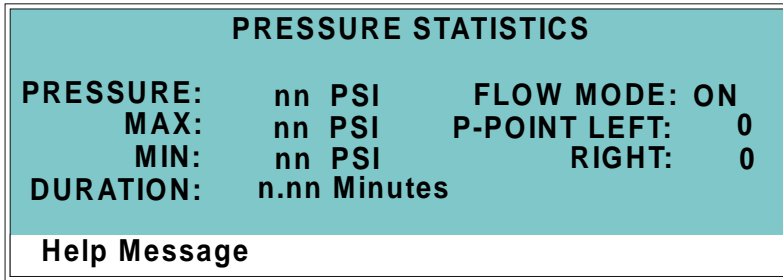 PRESSURE STATISTICS
PRESSURE: nn PSI FLOW MODE: ON
MAX: nn PSI P-POINT LEFT: 0
MIN: nn PSI RIGHT: 0
DURATION: n.nn Minutes
Help Message